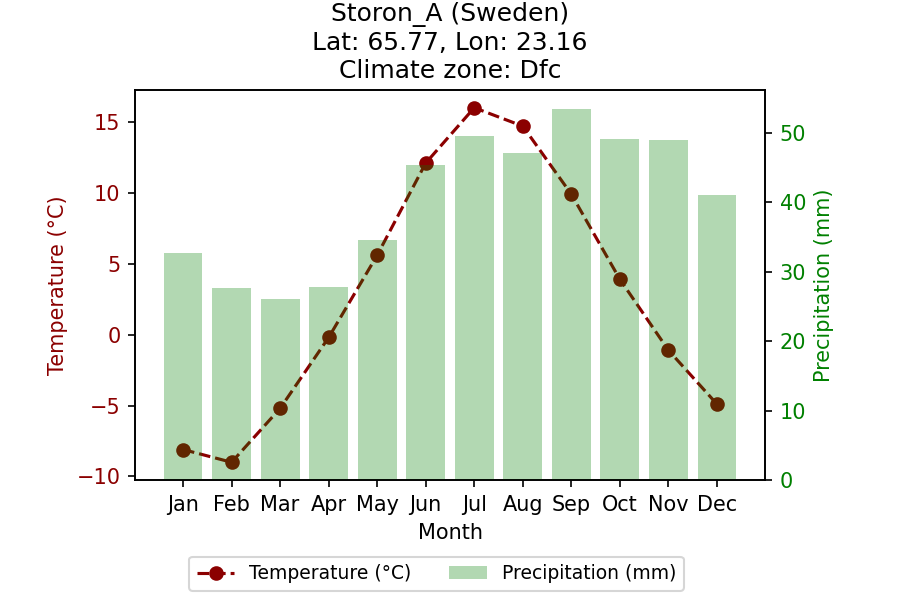 Storon_A (Sweden)
Lat: 65.77, Lon: 23.16
Climate zone: Dfc
Temperature (°C)
15
10
5
0
−5
−10
Precipitation (mm)
50
40
30
20
10
0
Jan Feb Mar Apr May Jun Jul Aug Sep Oct Nov Dec
Month
Temperature (°C) Precipitation (mm)